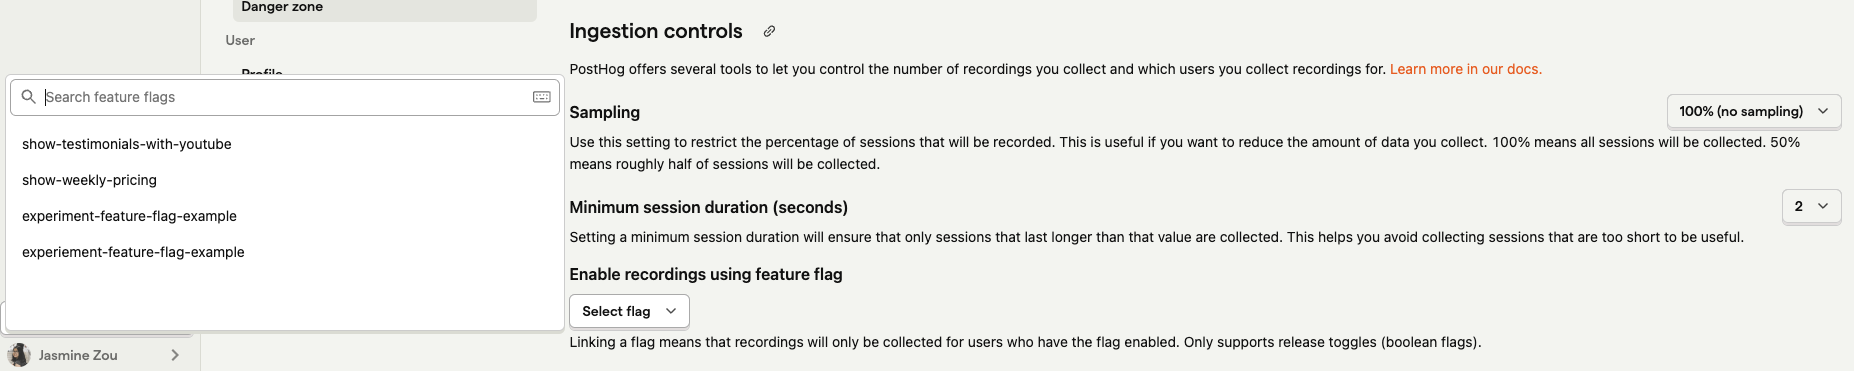 Danger zone
User
Profile
Search feature flags
show-testimonials-with-youtube
show-weekly-pricing
experiment-feature-flag-example
experiement-feature-flag-example
Jasmine Zou
Ingestion controls
PostHog offers several tools to let you control the number of recordings you collect and which users you collect recordings for. Learn more in our docs.
Sampling
100% (no sampling)
Use this setting to restrict the percentage of sessions that will be recorded. This is useful if you want to reduce the amount of data you collect. 100% means all sessions will be collected. 50%
means roughly half of sessions will be collected.
Minimum session duration (seconds)
2
Setting a minimum session duration will ensure that only sessions that last longer than that value are collected. This helps you avoid collecting sessions that are too short to be useful.
Enable recordings using feature flag
Select flag
Linking a flag means that recordings will only be collected for users who have the flag enabled. Only supports release toggles (boolean flags).